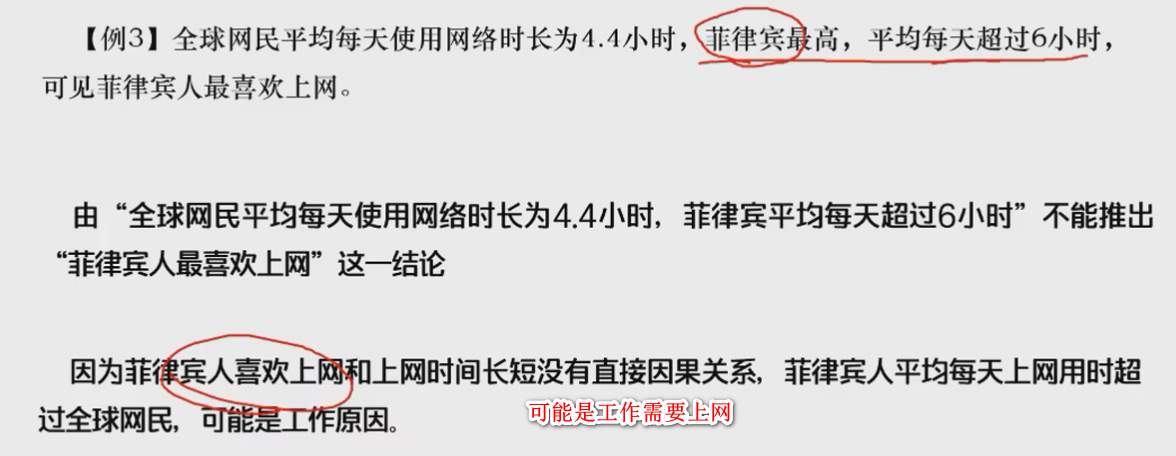 【例3】全球网民平均每天使用网络时长为4.4小时，菲律宾最高，平均每天超过6小时，
可见菲律宾人最喜欢上网。
由“全球网民平均每天使用网络时长为4.4小时，菲律宾平均每天超过6小时”不能推出
“菲律宾人最喜欢上网”这一结论
因为菲律宾人喜欢上网和上网时间长短没有直接因果关系，菲律宾人平均每天上网用时超
过全球网民，可能是工作原因。
可能是工作需要上网